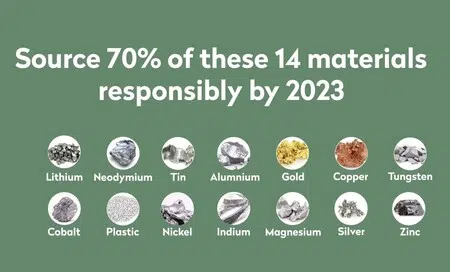 Source 70% of these 14 materials
responsibly by 2023
Lithium Neodymium Tin Alumnium Gold Copper Tungsten
Cobalt Plastic Nickel Indium Magnesium Silver Zinc